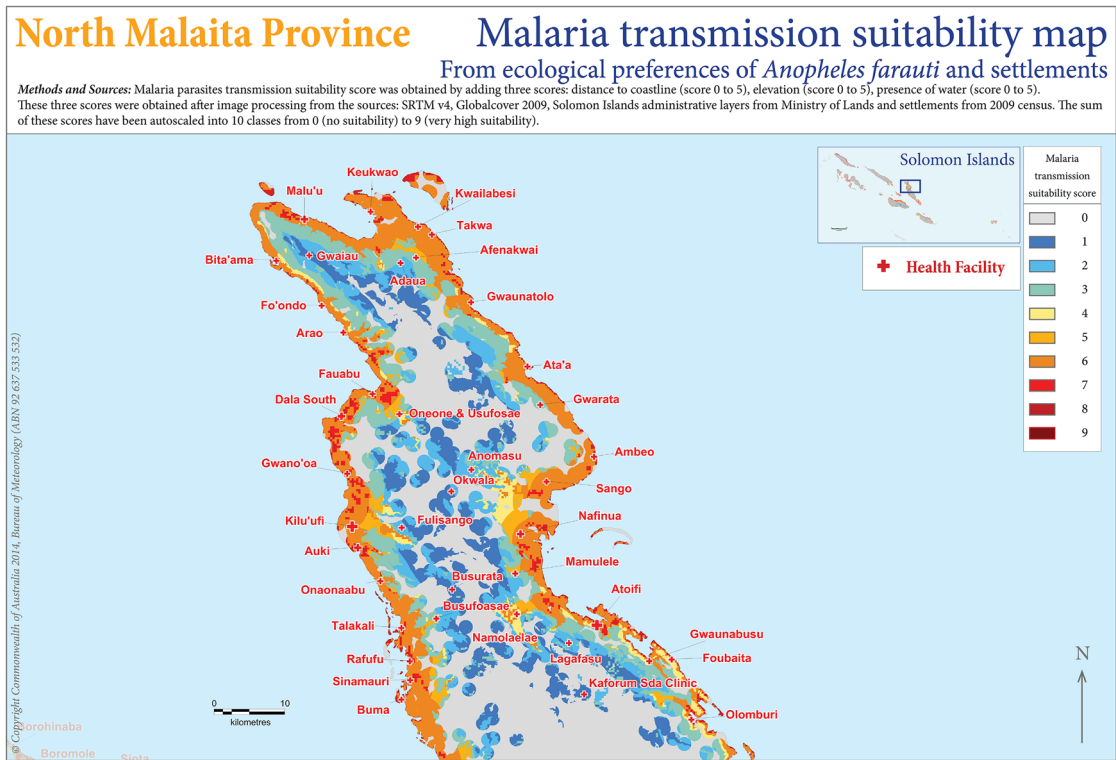 North Malaita Province
Malaria transmission suitability map
From ecological preferences of Anopheles farauti and settlements
Methods and Sources: Malaria parasites transmission suitability score was obtained by adding three scores: distance to coastline (score 0 to 5), elevation (score 0 to 5), presence of water (score 0 to 5).
These three scores were obtained after image processing from the sources: SRTM v4, Globalcover 2009, Solomon Islands administrative layers from Ministry of Lands and settlements from 2009 census. The sum
of these scores have been autoscaled into 10 classes from 0 (no suitability) to 9 (very high suitability).
Solomon Islands
Malaria
transmission
suitability score
0
1
2
3
4
5
6
7
8
9
Health Facility
Keukwao
Malu'u
Kwailabesi
Takwa
Afenakwai
Bita'ama
Gwaiau
Adaua
Gwaunatolo
Fo'ondo
Arao
Ata'a
Fauabu
Dala South
Gwarata
Oneone & Usufosae
Ambeo
Anomasu
Gwano'oa
Okwala
Sango
Nafinua
Kilu'ufi
Fulisango
Auki
Mamulele
Busurata
Onaonaabu
Atoifi
Busufoasae
Talakali
Namolaelae
Gwaunabusu
Rafufu
Lagafasu
Foubaita
Sinamauri
Kaforum Sda Clinic
Buma
Olomburi
0 10
kilometres
N
Borohinaba
Boromole
Siota
© Copyright Commonwealth of Australia 2014, Bureau of Meteorology (ABN 92 637 533 532)